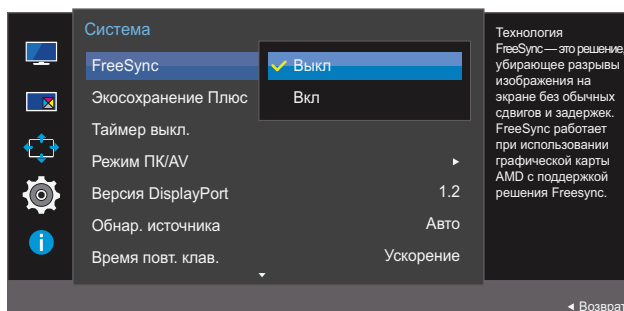 Система
FreeSync
Выкл
Вкл
Экосохранение Плюс
Таймер выкл.
Режим ПК/AV
Версия DisplayPort 1.2
Обнар. источника Авто
Время повт. клав. Ускорение
Технология
FreeSync — это решение,
убирающее разрывы
изображения на
экране без обычных
сдвигов и задержек.
FreeSync работает
при использовании
графической карты
AMD с поддержкой
решения Freesync.
Возврат